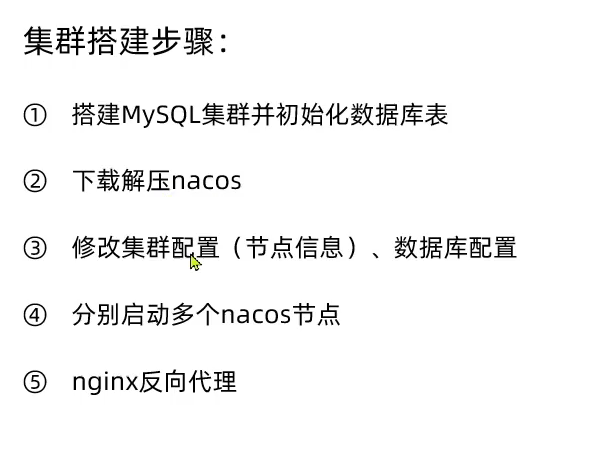 集群搭建步骤：
① 搭建MySQL集群并初始化数据库表
② 下载解压nacos
③ 修改集群配置（节点信息）、数据库配置
④ 分别启动多个nacos节点
⑤ nginx反向代理